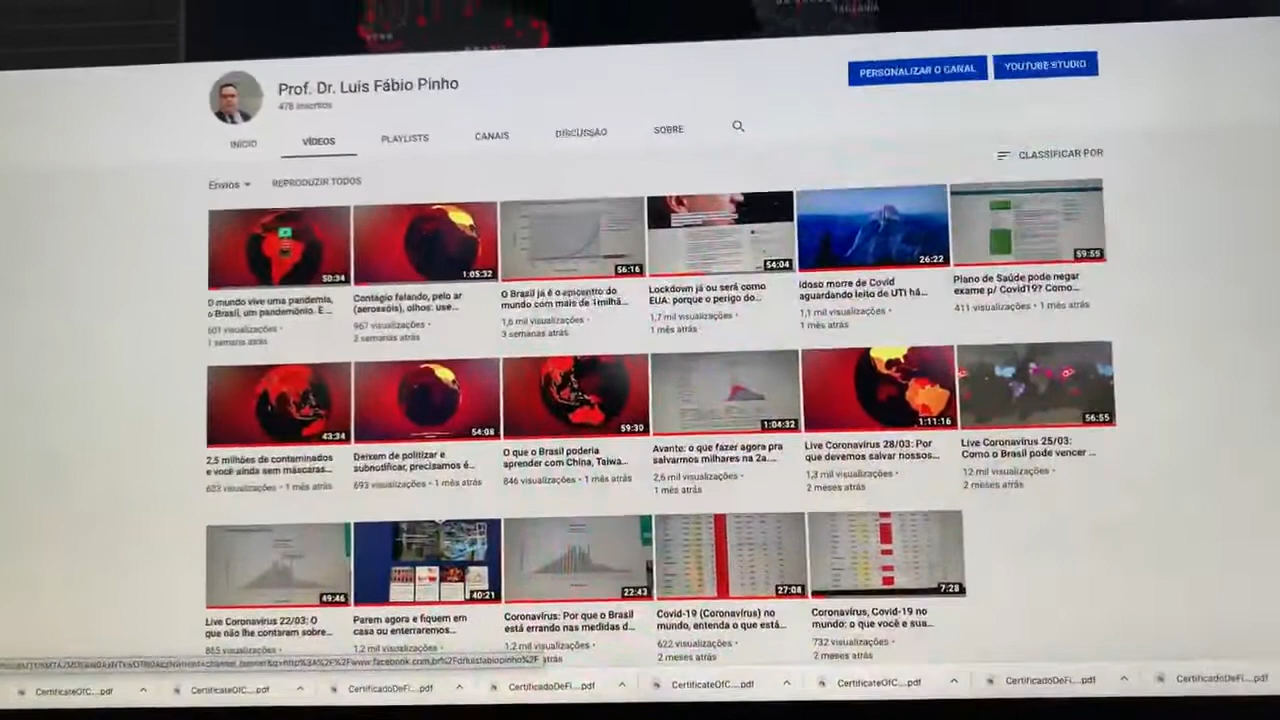 Prof. Dr. Luis Fábio Pinho
478 inscritos
PERSONALIZAR O CANAL
YOUTUBE STUDIO
INÍCIO
VÍDEOS
PLAYLISTS
CANAIS
DISCUSSÃO
SOBRE
CLASSIFICAR POR
Envios
REPRODUZIR TODOS
50:34
1:05:32
56:16
54:04
26:22
59:55
O mundo vive uma pandemia,
o Brasil, um pandemônio. E ...
601 visualizações •
1 semana atrás
Contágio falando, pelo ar
(aerossóis), olhos: use...
967 visualizações •
2 semanas atrás
O Brasil já é o epicentro do
mundo com mais de 1milhã...
1,6 mil visualizações •
3 semanas atrás
Lockdown já ou será como
EUA: porque o perigo do...
1,7 mil visualizações •
1 mês atrás
Idoso morre de Covid
aguardando leito de UTI há...
1,1 mil visualizações •
1 mês atrás
Plano de Saúde pode negar
exame p/ Covid19? Como...
411 visualizações • 1 mês atrás
43:34
54:08
59:30
1:04:32
1:11:16
56:55
2,5 milhões de contaminados
e você ainda sem máscaras...
623 visualizações • 1 mês atrás
Deixem de politizar e
subnotificar, precisamos é...
693 visualizações • 1 mês atrás
O que o Brasil poderia
aprender com China, Taiwa...
846 visualizações • 1 mês atrás
Avante: o que fazer agora pra
salvarmos milhares na 2a....
2,6 mil visualizações •
1 mês atrás
Live Coronavírus 28/03: Por
que devemos salvar nossos...
1,3 mil visualizações •
2 meses atrás
Live Coronavirus 25/03:
Como o Brasil pode vencer ...
12 mil visualizações •
2 meses atrás
49:46
40:21
22:43
27:08
7:28
Live Coronavirus 22/03: O
que não lhe contaram sobre...
865 visualizações •
Parem agora e fiquem em
casa ou enterraremos...
1,2 mil visualizações •
Coronavírus: Por que o Brasil
está errando nas medidas d...
1,2 mil visualizações •
atrás
Covid-19 (Coronavírus) no
mundo, entenda o que está...
622 visualizações •
2 meses atrás
Coronavírus, Covid-19 no
mundo: o que você e sua...
732 visualizações •
2 meses atrás
CertificateOfC....pdf
CertificateOfC....pdf
CertificadoDeFi....pdf
CertificadoDeFi....pdf
CertificateOfC....pdf
CertificateOfC....pdf
CertificadoDeFi....pdf
CertificadoDeFi....pdf